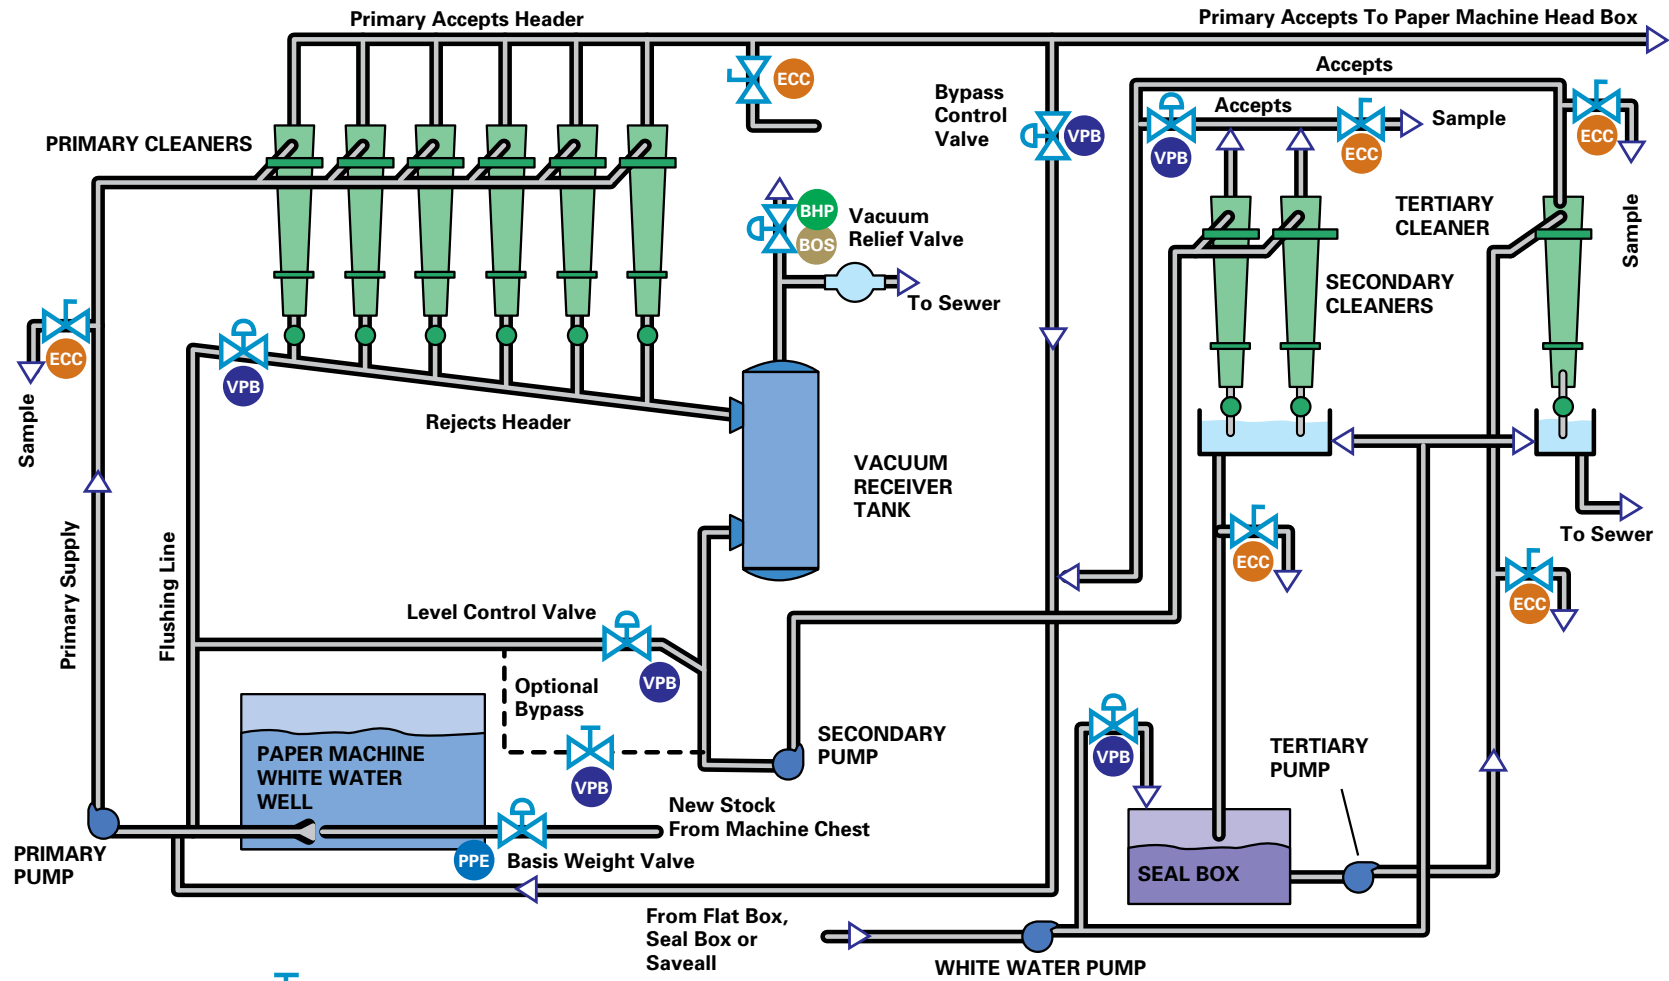 Primary Accepts Header
Primary Accepts To Paper Machine Head Box
Accepts
ECC
Bypass
Control
Valve
VPB
Accepts
VPB
ECC
Sample
ECC
Sample
PRIMARY CLEANERS
TERTIARY
CLEANER
SECONDARY
CLEANERS
BHP
BOS
Vacuum
Relief Valve
To Sewer
ECC
Sample
VPB
Rejects Header
VACUUM
RECEIVER
TANK
To Sewer
ECC
ECC
Primary Supply
Flushing Line
Level Control Valve
VPB
Optional
Bypass
VPB
SECONDARY
PUMP
VPB
TERTIARY
PUMP
PAPER MACHINE
WHITE WATER
WELL
New Stock
From Machine Chest
PPE
Basis Weight Valve
PRIMARY
PUMP
SEAL BOX
From Flat Box,
Seal Box or
Saveall
WHITE WATER PUMP